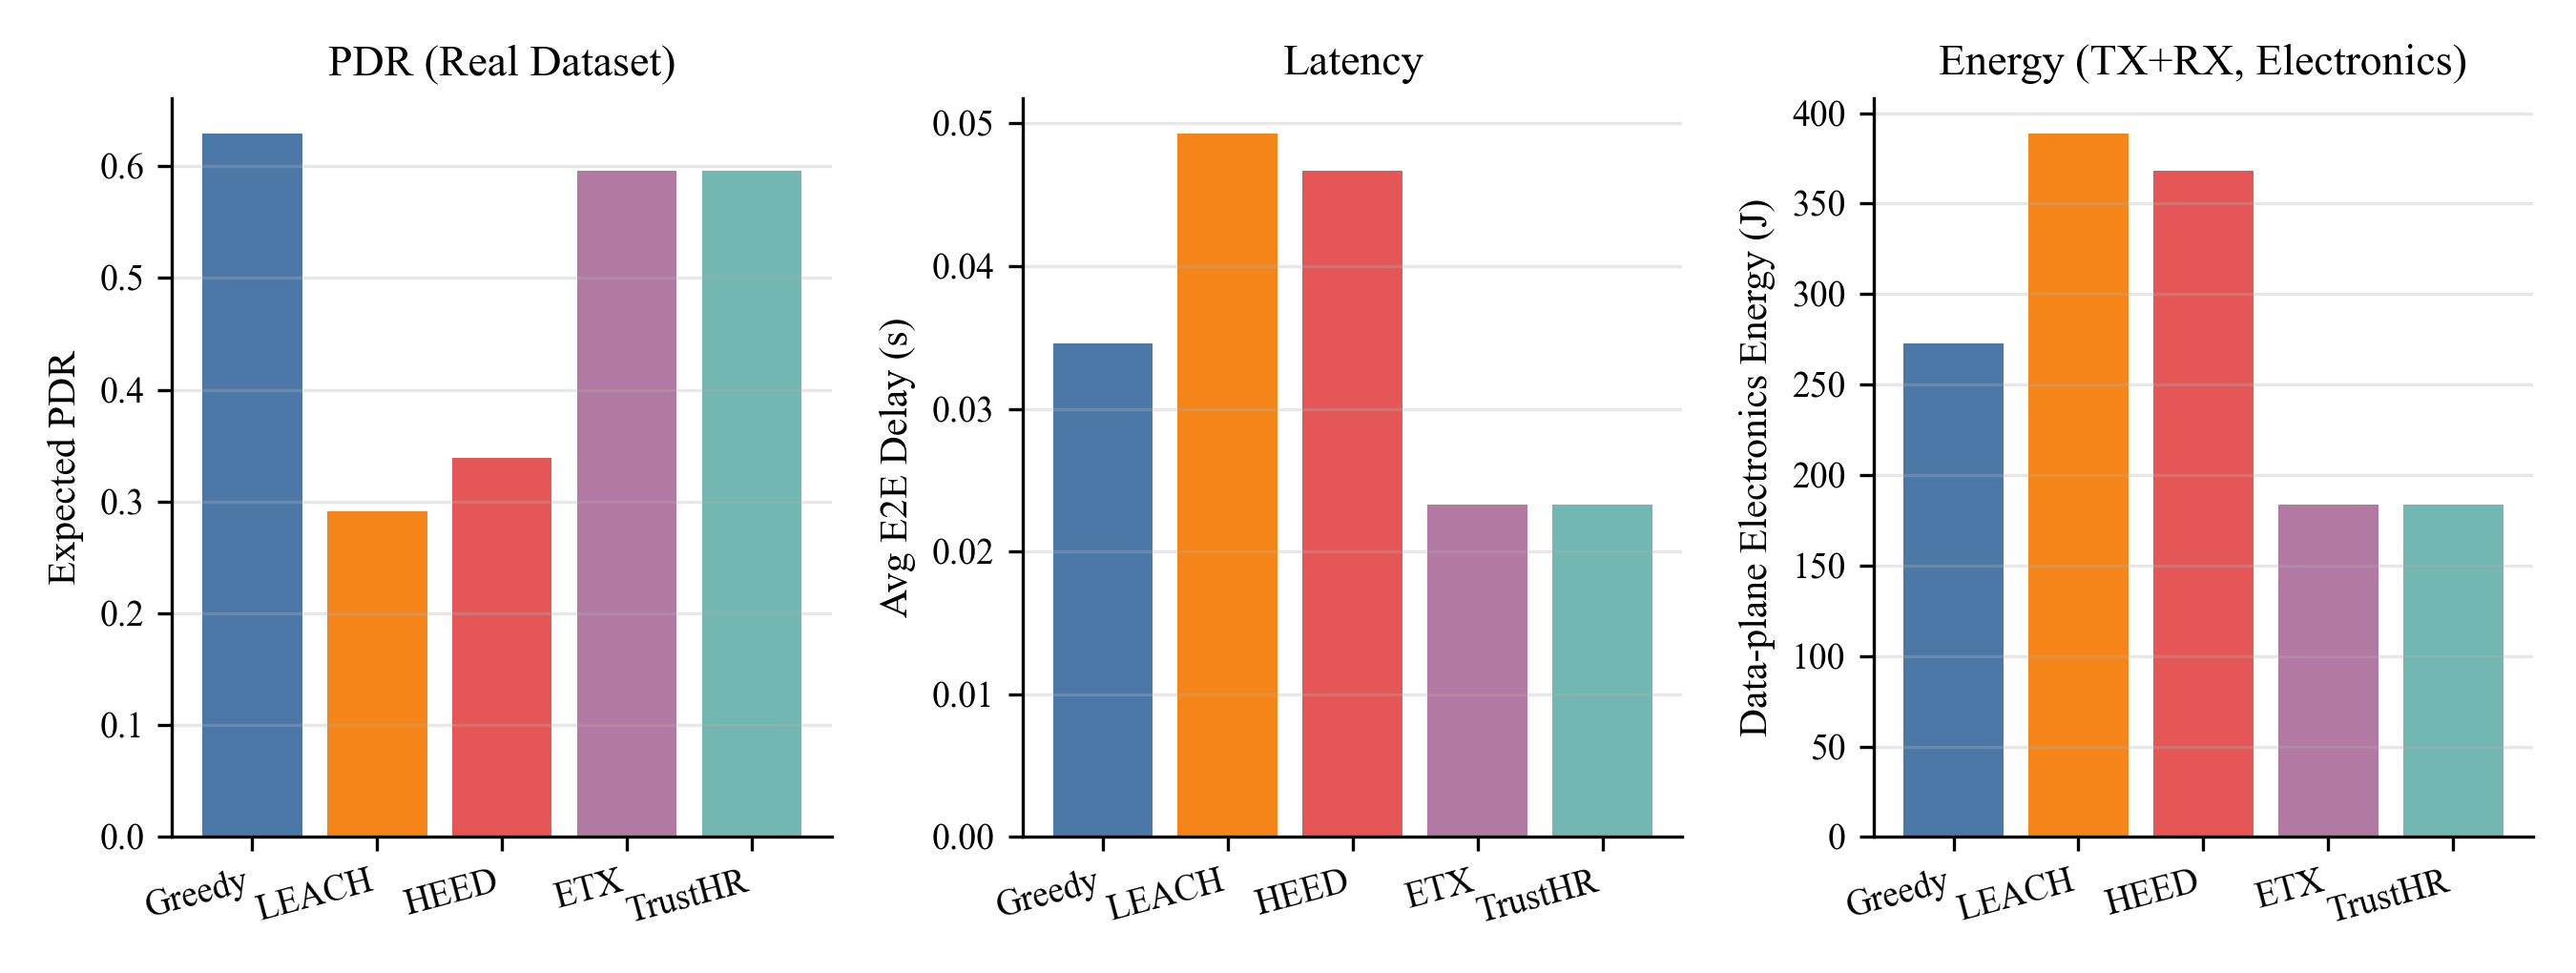 PDR (Real Dataset)
Expected PDR
0.6
0.5
0.4
0.3
0.2
0.1
0.0
Greedy
LEACH
HEED
ETX
TrustHR
Latency
Avg E2E Delay (s)
0.05
0.04
0.03
0.02
0.01
0.00
Greedy
LEACH
HEED
ETX
TrustHR
Energy (TX+RX, Electronics)
Data-plane Electronics Energy (J)
400
350
300
250
200
150
100
50
0
Greedy
LEACH
HEED
ETX
TrustHR